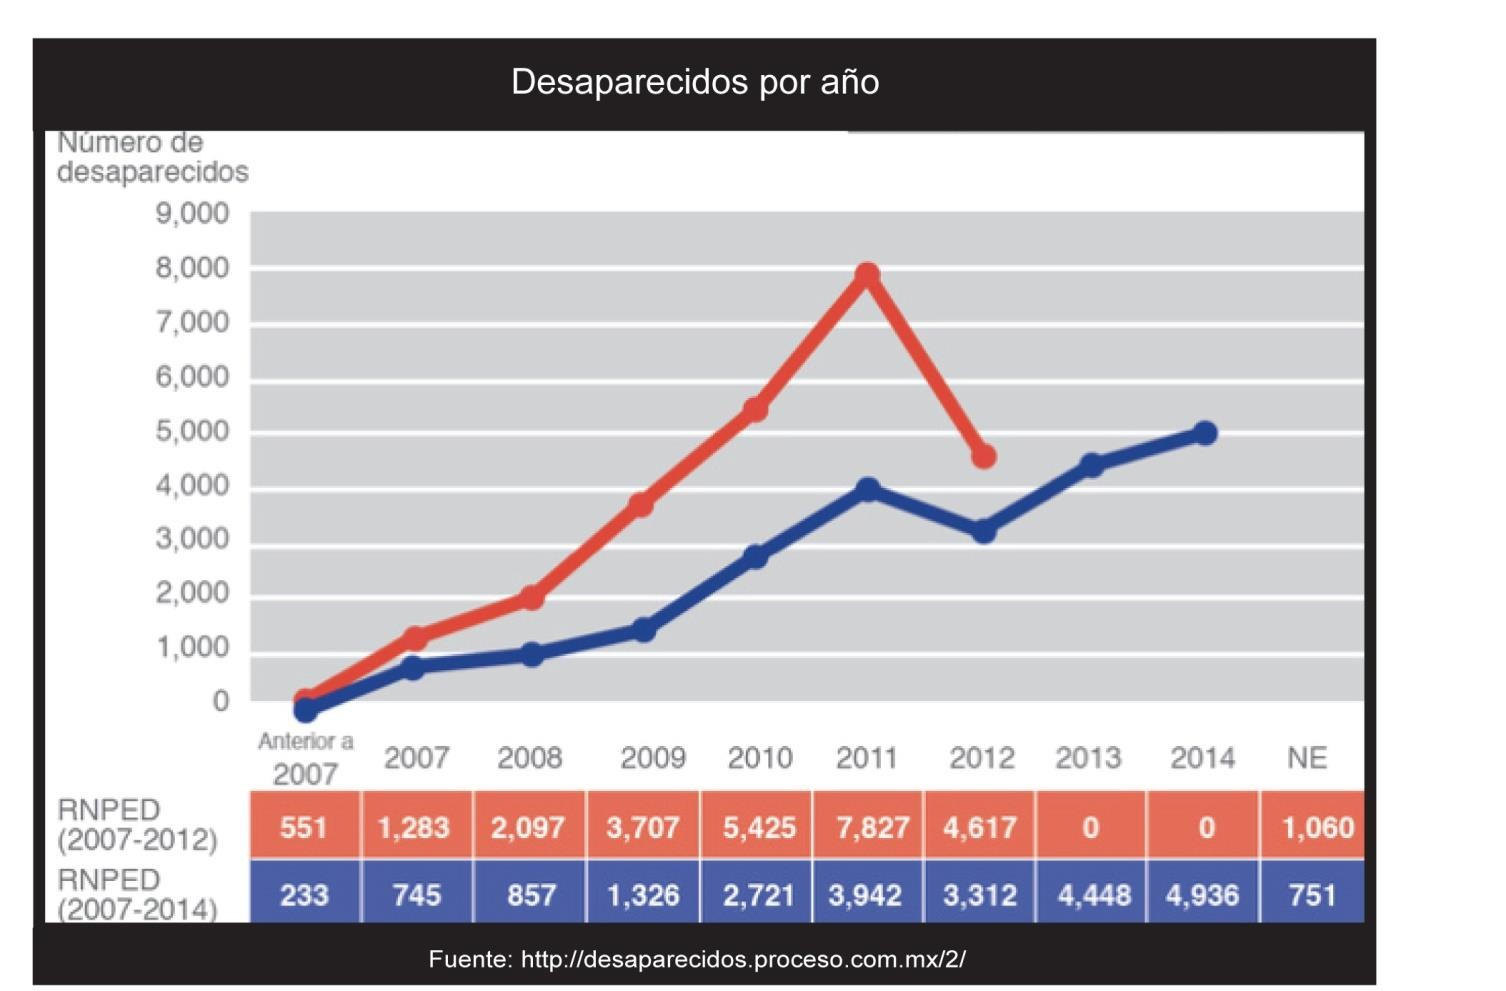 Desaparecidos por año
Número de
desaparecidos
9,000
8,000
7,000
6,000
5,000
4,000
3,000
2,000
1,000
0
Anterior a
2007 2007 2008 2009 2010 2011 2012 2013 2014 NE
RNPED
(2007-2012) 551 1,283 2,097 3,707 5,425 7,827 4,617 0 0 1,060
RNPED
(2007-2014) 233 745 857 1,326 2,721 3,942 3,312 4,448 4,936 751
Fuente: http://desaparecidos.proceso.com.mx/2/